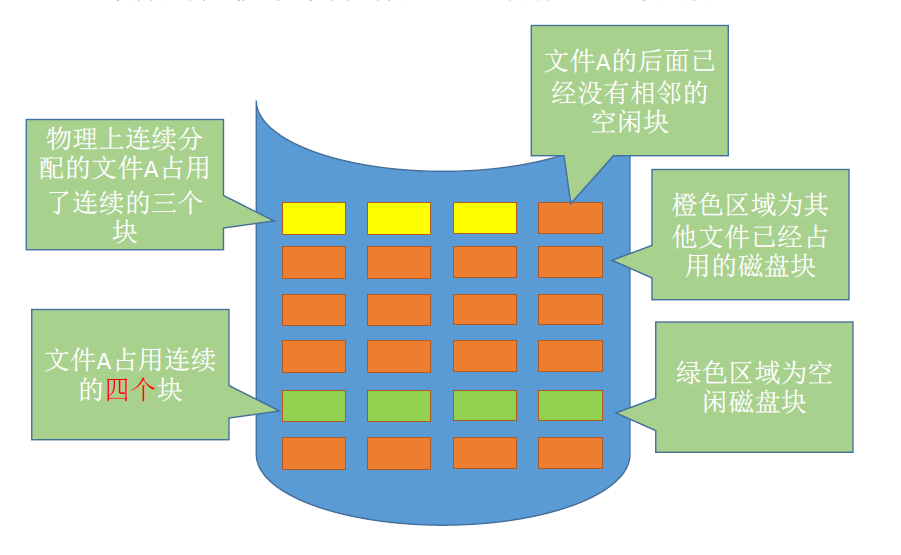 文件A的后面已
经没有相邻的
空闲块
物理上连续分
配的文件A占用
了连续的三个
块
橙色区域为其
他文件已经占
用的磁盘块
文件A占用连续
的四个块
绿色区域为空
闲磁盘块